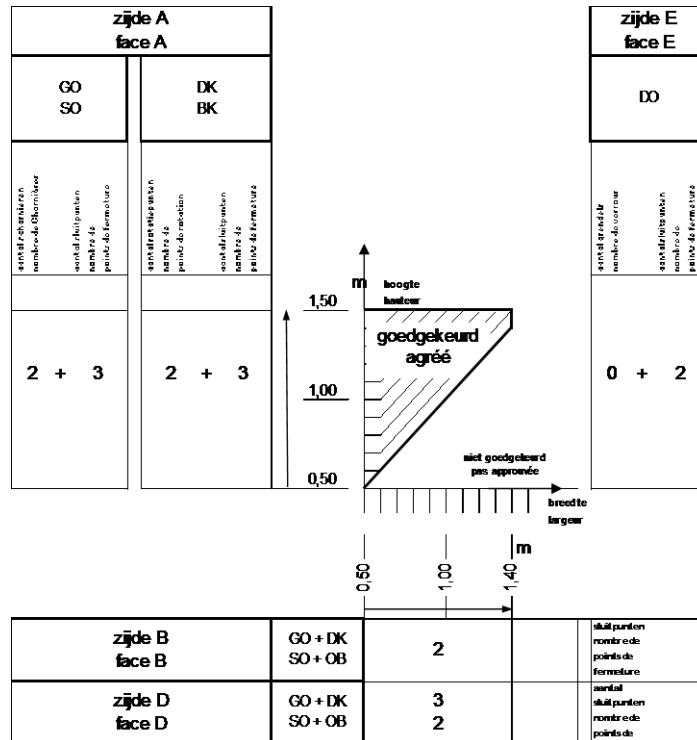 zijde A
face A
zijde E
face E
GO
SO
DK
BK
DO
aantal scharnieren
nombre de Charnières
aantal sluitpunten
nombre de
points de fermeture
aantal rotatiepunten
nombre de
points de rotation
aantal sluitpunten
nombre de
points de fermeture
aantal grendels
nombre de verrour
aantal sluitpunten
nombre de
points de fermeture
m
hoogte
hauteur
1,50
goedgekeurd
agréé
2 + 3
2 + 3
1,00
0 + 2
niet goedgekeurd
pas approuvée
0,50
breedte
largeur
m
0,50
1,00
1,40
zijde B
face B
GO + DK
SO + OB
2
sluitpunten
nombre de
points de
fermeture
zijde D
face D
GO + DK
SO + OB
3
2
aantal
sluitpunten
nombre de
points de